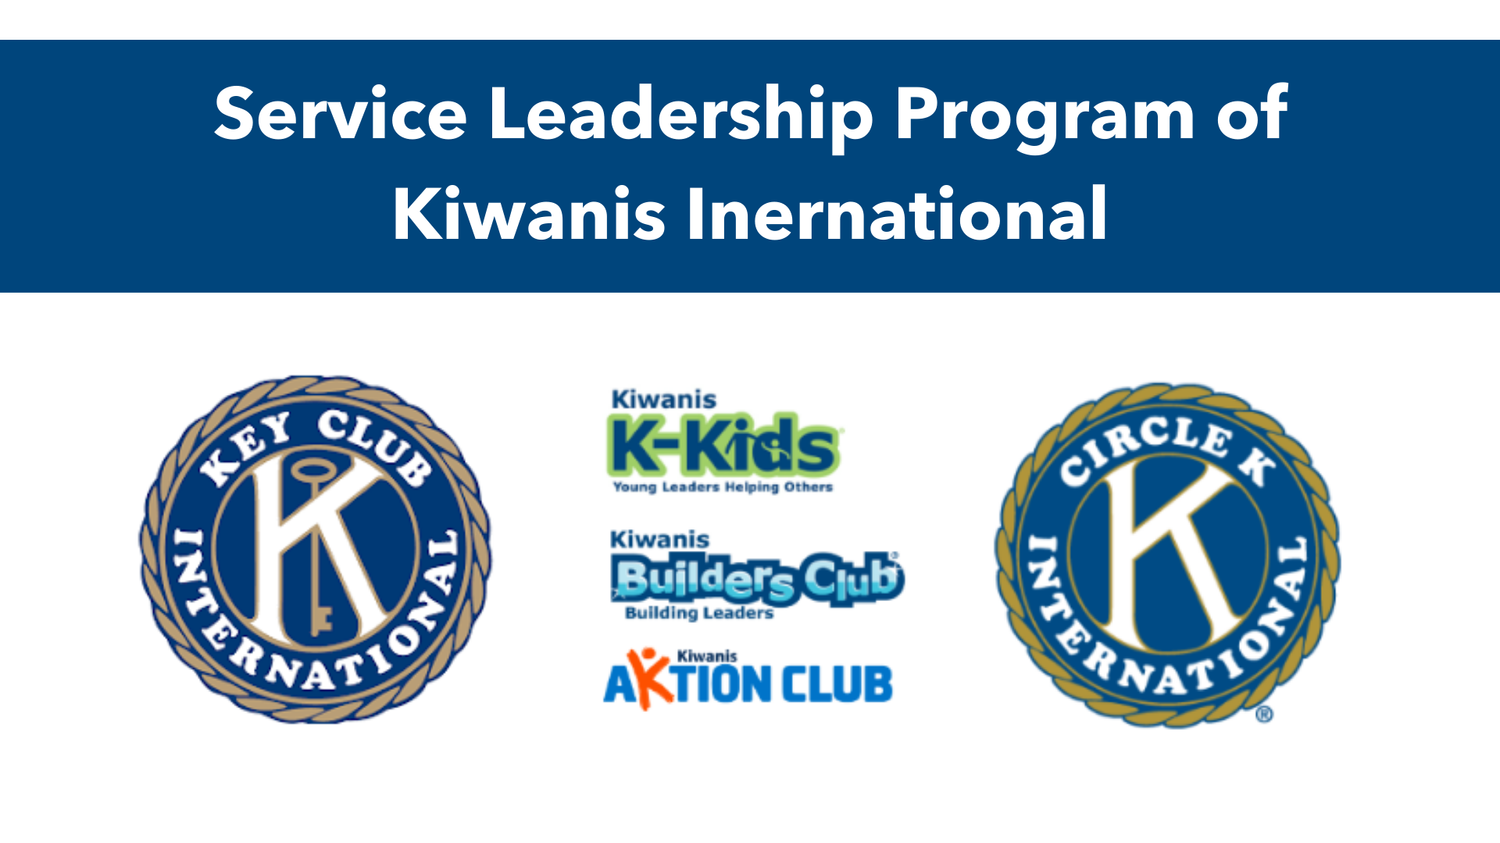 Service Leadership Program of
Kiwanis Inernational
KEY CLUB
INTERNATIONAL
K
Kiwanis
K-Kids
Young Leaders Helping Others
Kiwanis
Builders Club®
Building Leaders
Kiwanis
AKTION CLUB
CIRCLE K
INTERNATIONAL
K
®